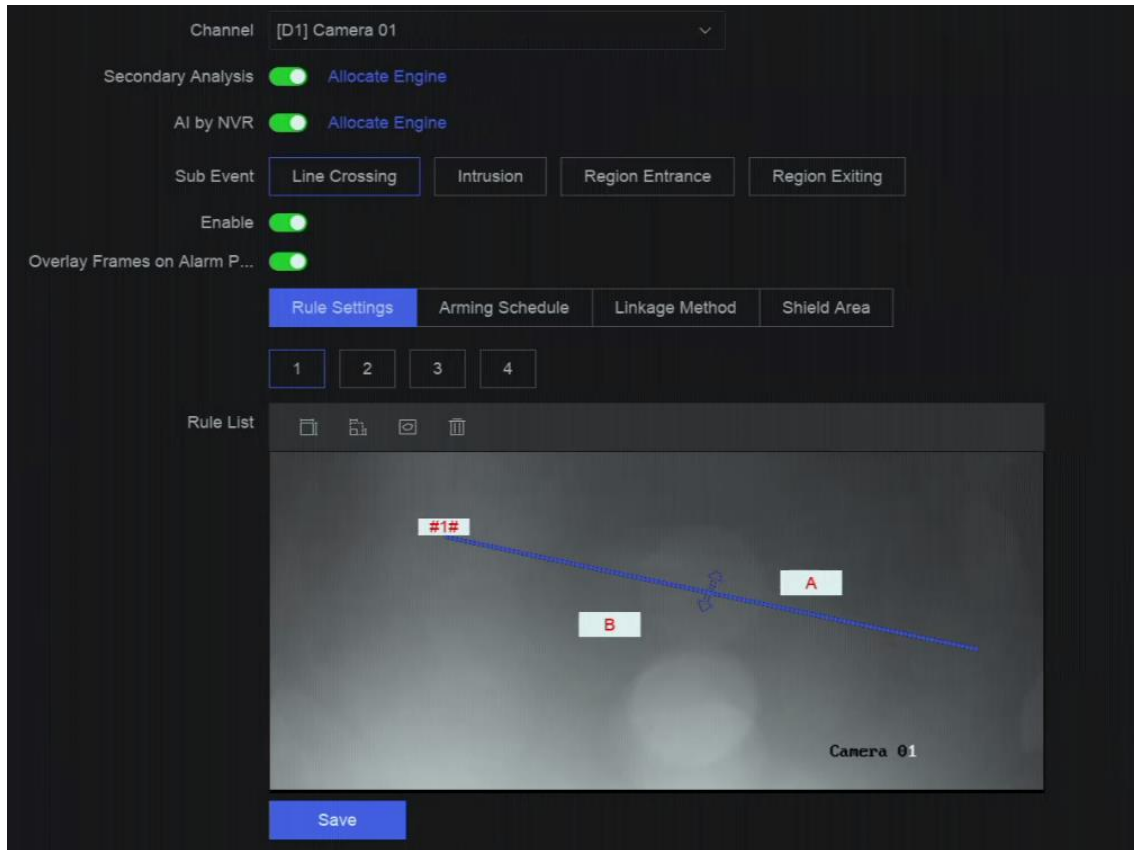 Channel [D1] Camera 01
Secondary Analysis Allocate Engine
AI by NVR Allocate Engine
Sub Event Line Crossing Intrusion Region Entrance Region Exiting
Enable
Overlay Frames on Alarm P...
Rule Settings Arming Schedule Linkage Method Shield Area
1 2 3 4
Rule List
#1#
A
B
Camera 01
Save